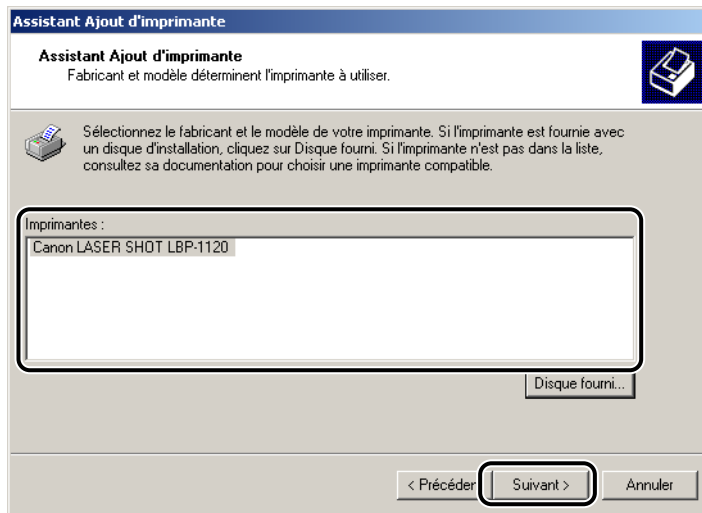 Assistant Ajout d'imprimante
Assistant Ajout d'imprimante
Fabricant et modèle déterminent l'imprimante à utiliser.
Sélectionnez le fabricant et le modèle de votre imprimante. Si l'imprimante est fournie avec
un disque d'installation, cliquez sur Disque fourni. Si l'imprimante n'est pas dans la liste,
consultez sa documentation pour choisir une imprimante compatible.
Imprimantes :
Canon LASER SHOT LBP-1120
Disque fourni...
< Précéder Suivant > Annuler